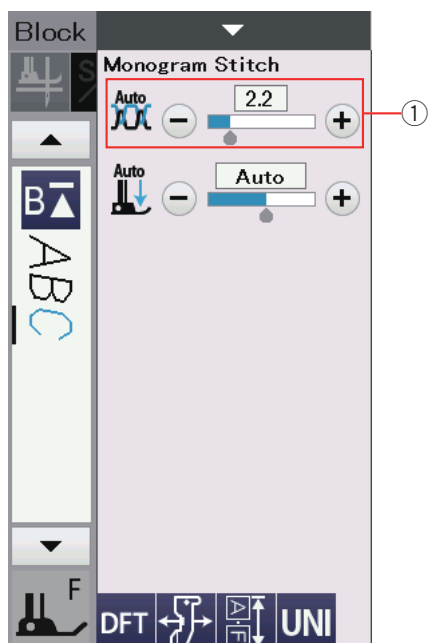 Block
S
Monogram Stitch
Auto
2.2
①
B
ABC
Auto
Auto
F
DFT
A-F
UNI